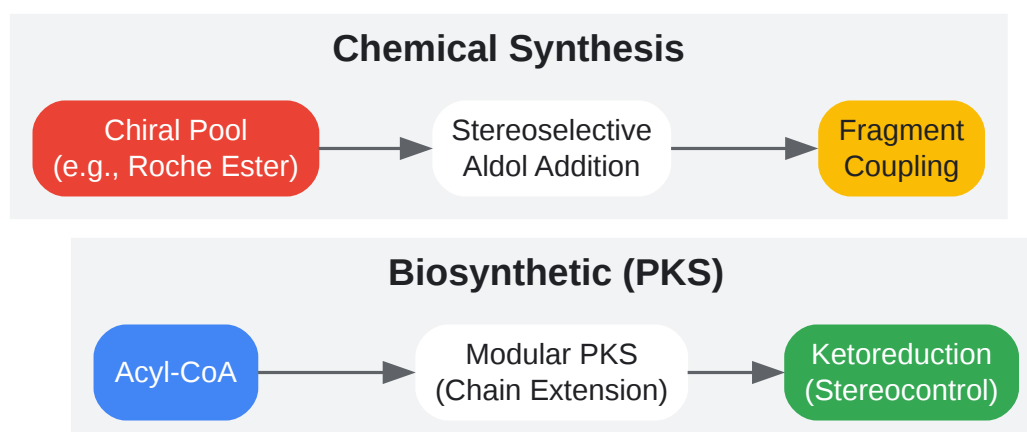 Chemical Synthesis
Chiral Pool
(e.g., Roche Ester)
Stereoselective
Aldol Addition
Fragment
Coupling
Biosynthetic (PKS)
Acyl-CoA
Modular PKS
(Chain Extension)
Ketoreduction
(Stereocontrol)